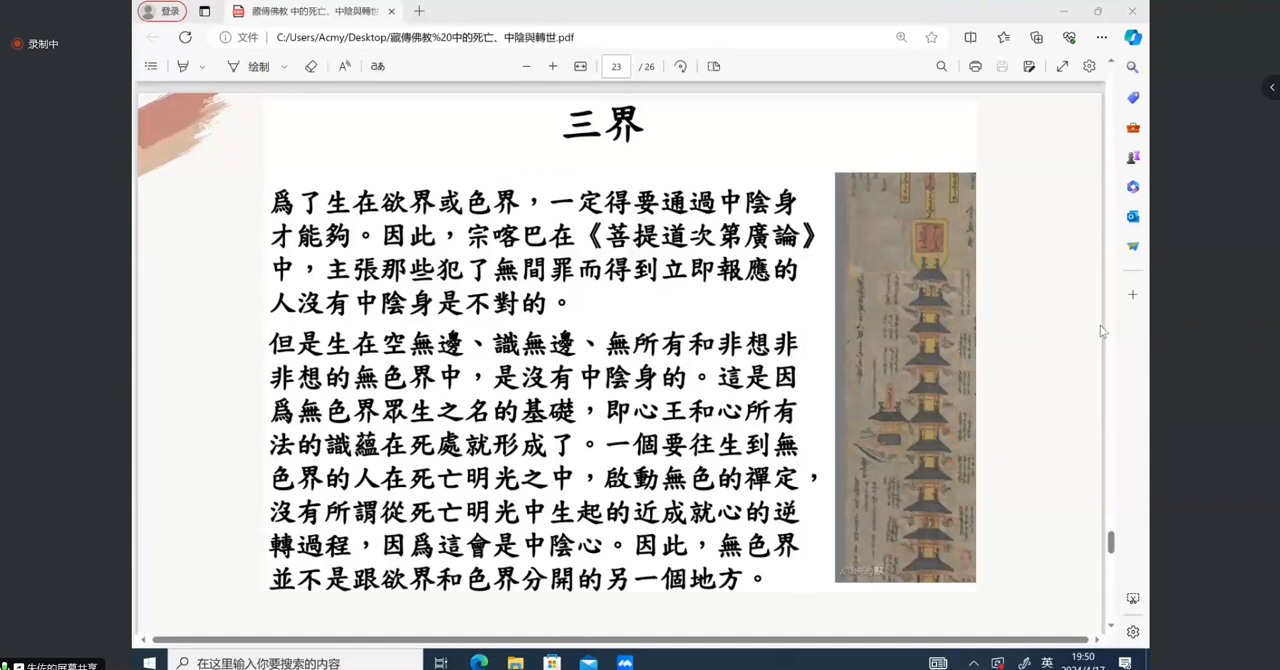 登录
藏傳佛教 中的死亡、中陰與轉世
录制中
文件 C:/Users/Acmy/Desktop/藏傳佛教%20中的死亡、中陰與轉世.pdf
绘制 23 / 26
三界
爲了生在欲界或色界，一定得要通過中陰身
才能夠。因此，宗喀巴在《菩提道次第廣論》
中，主張那些犯了無間罪而得到立即報應的
人沒有中陰身是不對的。
但是生在空無邊、識無邊、無所有和非想非
非想的無色界中，是沒有中陰身的。這是因
爲無色界眾生之名的基礎，即心王和心所有
法的識蘊在死處就形成了。一個要往生到無
色界的人在死亡明光之中，啟動無色的禪定，
沒有所謂從死亡明光中生起的近成就心的逆
轉過程，因爲這會是中陰心。因此，無色界
並不是跟欲界和色界分開的另一個地方。
朱佐的屏幕共享
在这里输入你要搜索的内容
英
19:50
2024/4/17